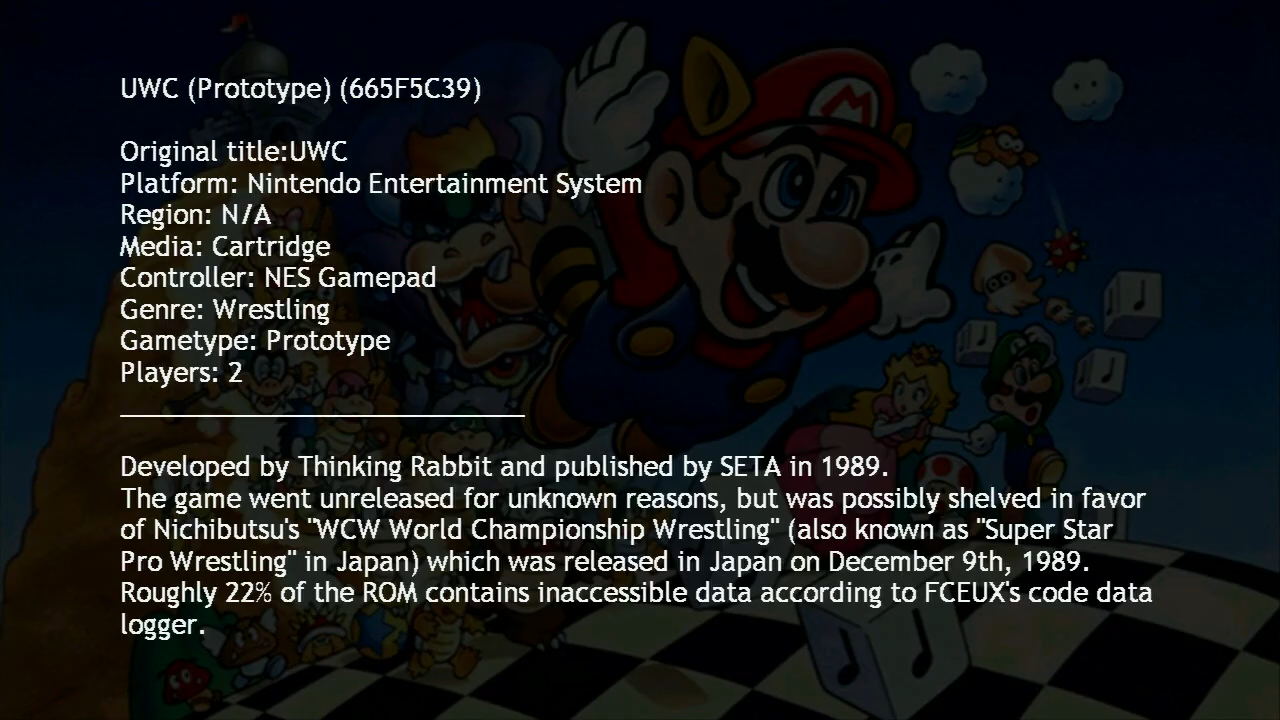 UWC (Prototype) (665F5C39)
Original title:UWC
Platform: Nintendo Entertainment System
Region: N/A
Media: Cartridge
Controller: NES Gamepad
Genre: Wrestling
Gametype: Prototype
Players: 2
Developed by Thinking Rabbit and published by SETA in 1989.
The game went unreleased for unknown reasons, but was possibly shelved in favor
of Nichibutsu's "WCW World Championship Wrestling" (also known as "Super Star
Pro Wrestling" in Japan) which was released in Japan on December 9th, 1989.
Roughly 22% of the ROM contains inaccessible data according to FCEUX's code data
logger.